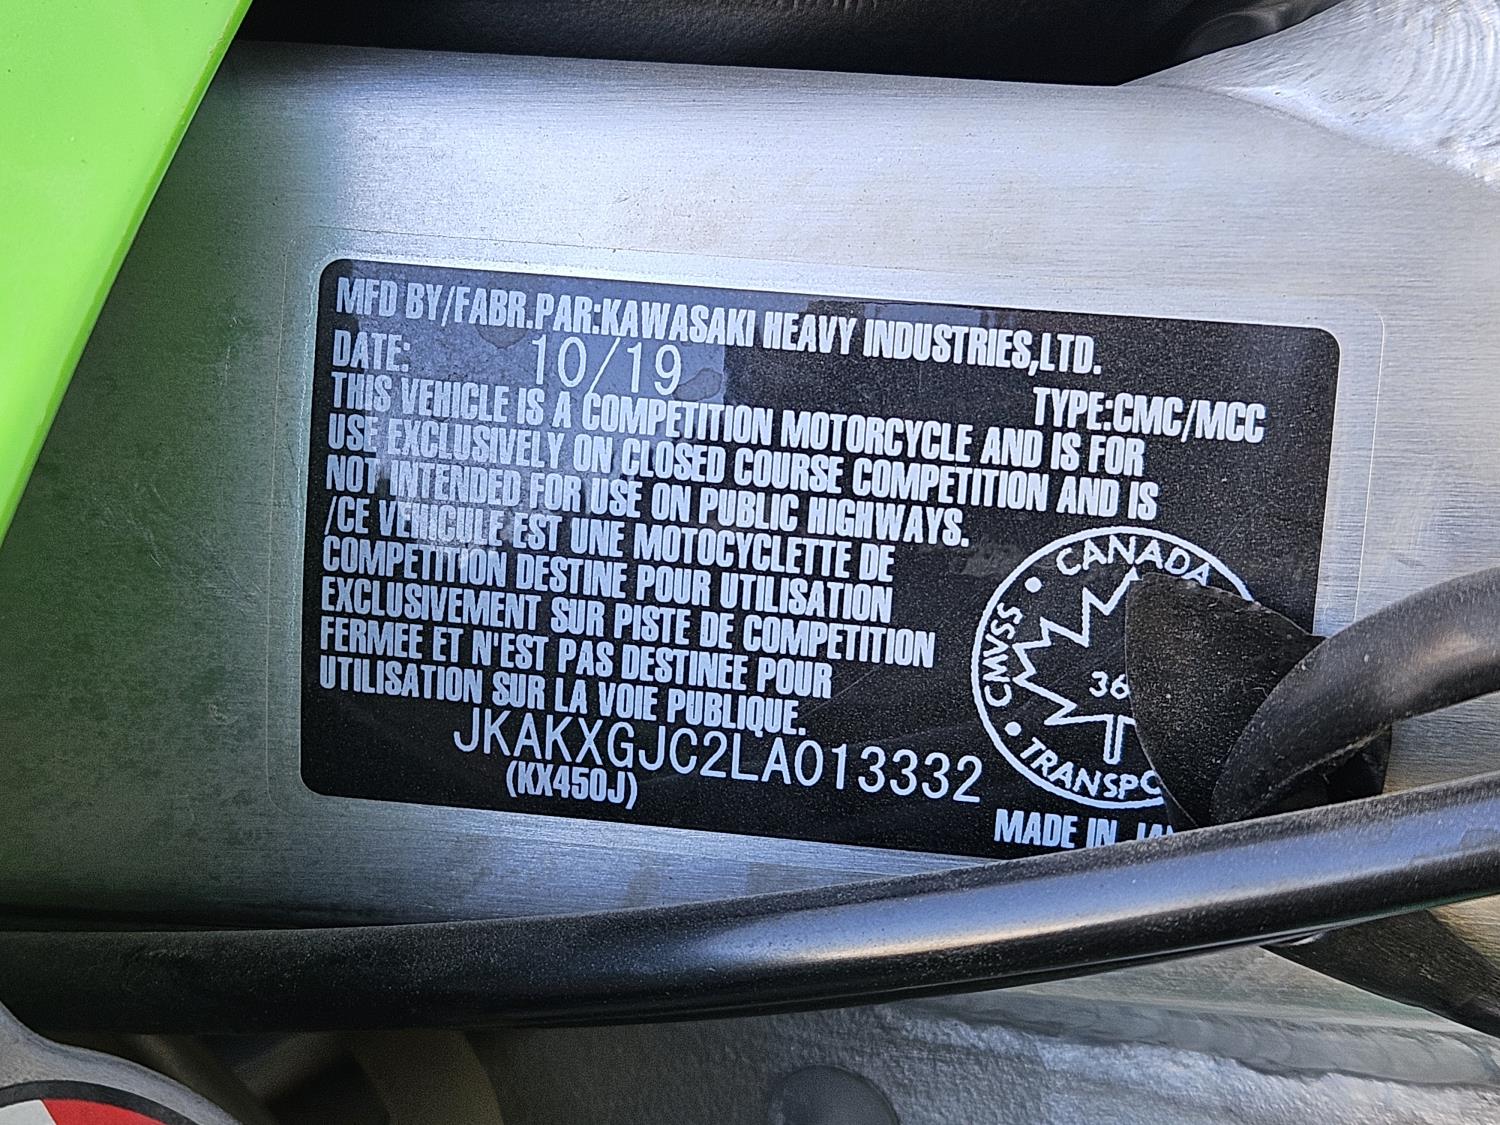 MFD BY/FABR.PAR:KAWASAKI HEAVY INDUSTRIES,LTD.
DATE: 10/19
TYPE:CMC/MCC
THIS VEHICLE IS A COMPETITION MOTORCYCLE AND IS FOR
USE EXCLUSIVELY ON CLOSED COURSE COMPETITION AND IS
NOT INTENDED FOR USE ON PUBLIC HIGHWAYS.
/CE VEHICULE EST UNE MOTOCYCLETTE DE
COMPETITION DESTINE POUR UTILISATION
EXCLUSIVEMENT SUR PISTE DE COMPETITION
FERMEE ET N'EST PAS DESTINEE POUR
UTILISATION SUR LA VOIE PUBLIQUE.
JKAKXGJC2LA013332
(KX450J)
CANADA
CMVSS
MADE IN